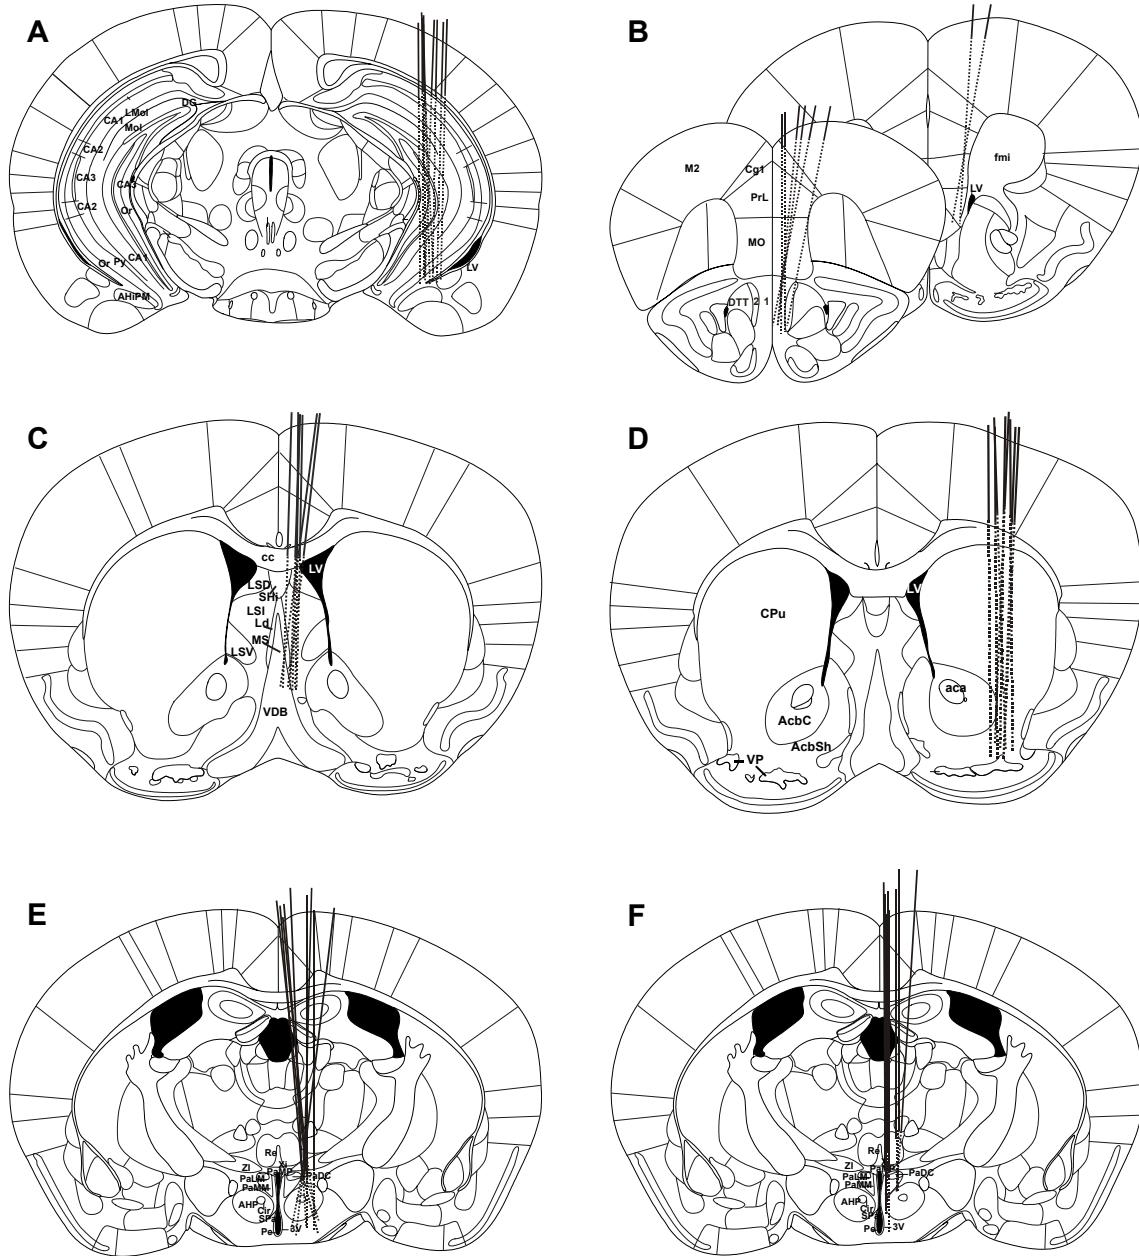 A
DG
LMol
CA1
Mol
CA2
CA3
CA3
CA2
Or
Or Py CA1
LV
AHiPM
B
fmi
M2
Cg1
PrL
LV
MO
DTT 2 1
C
cc
LV
LSD
SHi
LSI
Ld
MS
LSV
VDB
D
LV
CPu
aca
AcbC
AcbSh
VP
E
Re
ZI
PaMP
PaLM
PaDC
PaMM
AHP
Cir
Pe
3V
F
Re
ZI
PaMP
PaLM
PaDC
PaMM
AHP
Cir
Pe
3V